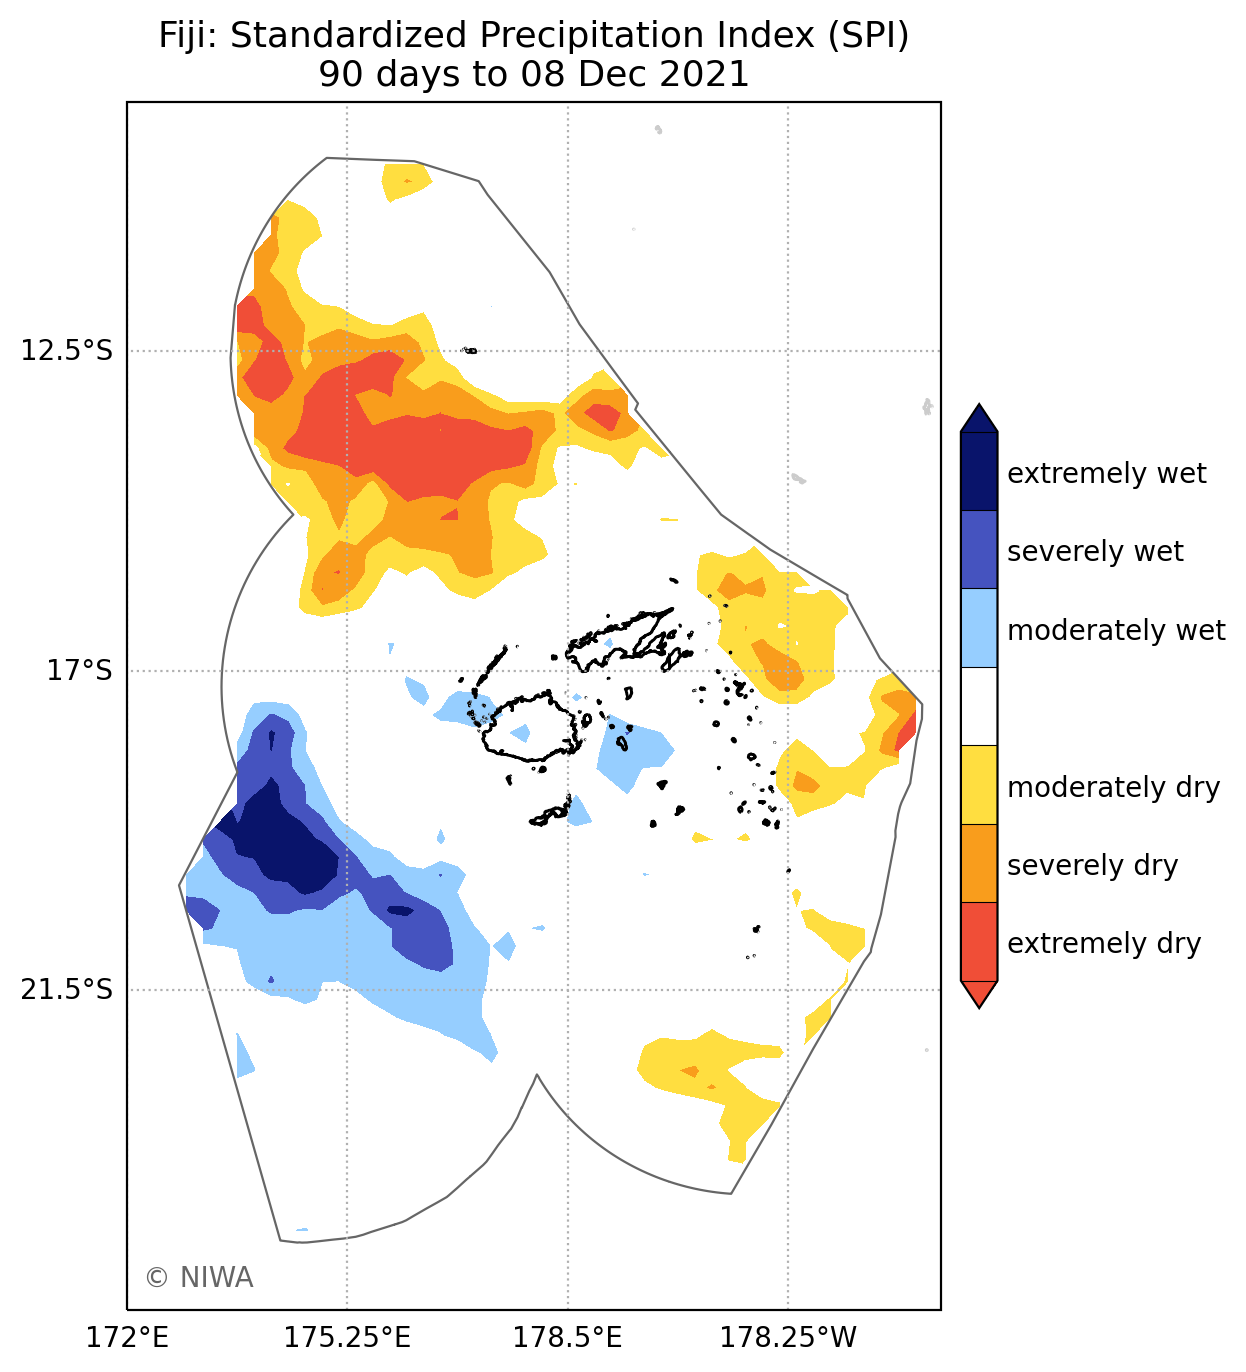 Fiji: Standardized Precipitation Index (SPI)
90 days to 08 Dec 2021
12.5°S
17°S
21.5°S
172°E
175.25°E
178.5°E
178.25°W
© NIWA
extremely wet
severely wet
moderately wet
moderately dry
severely dry
extremely dry